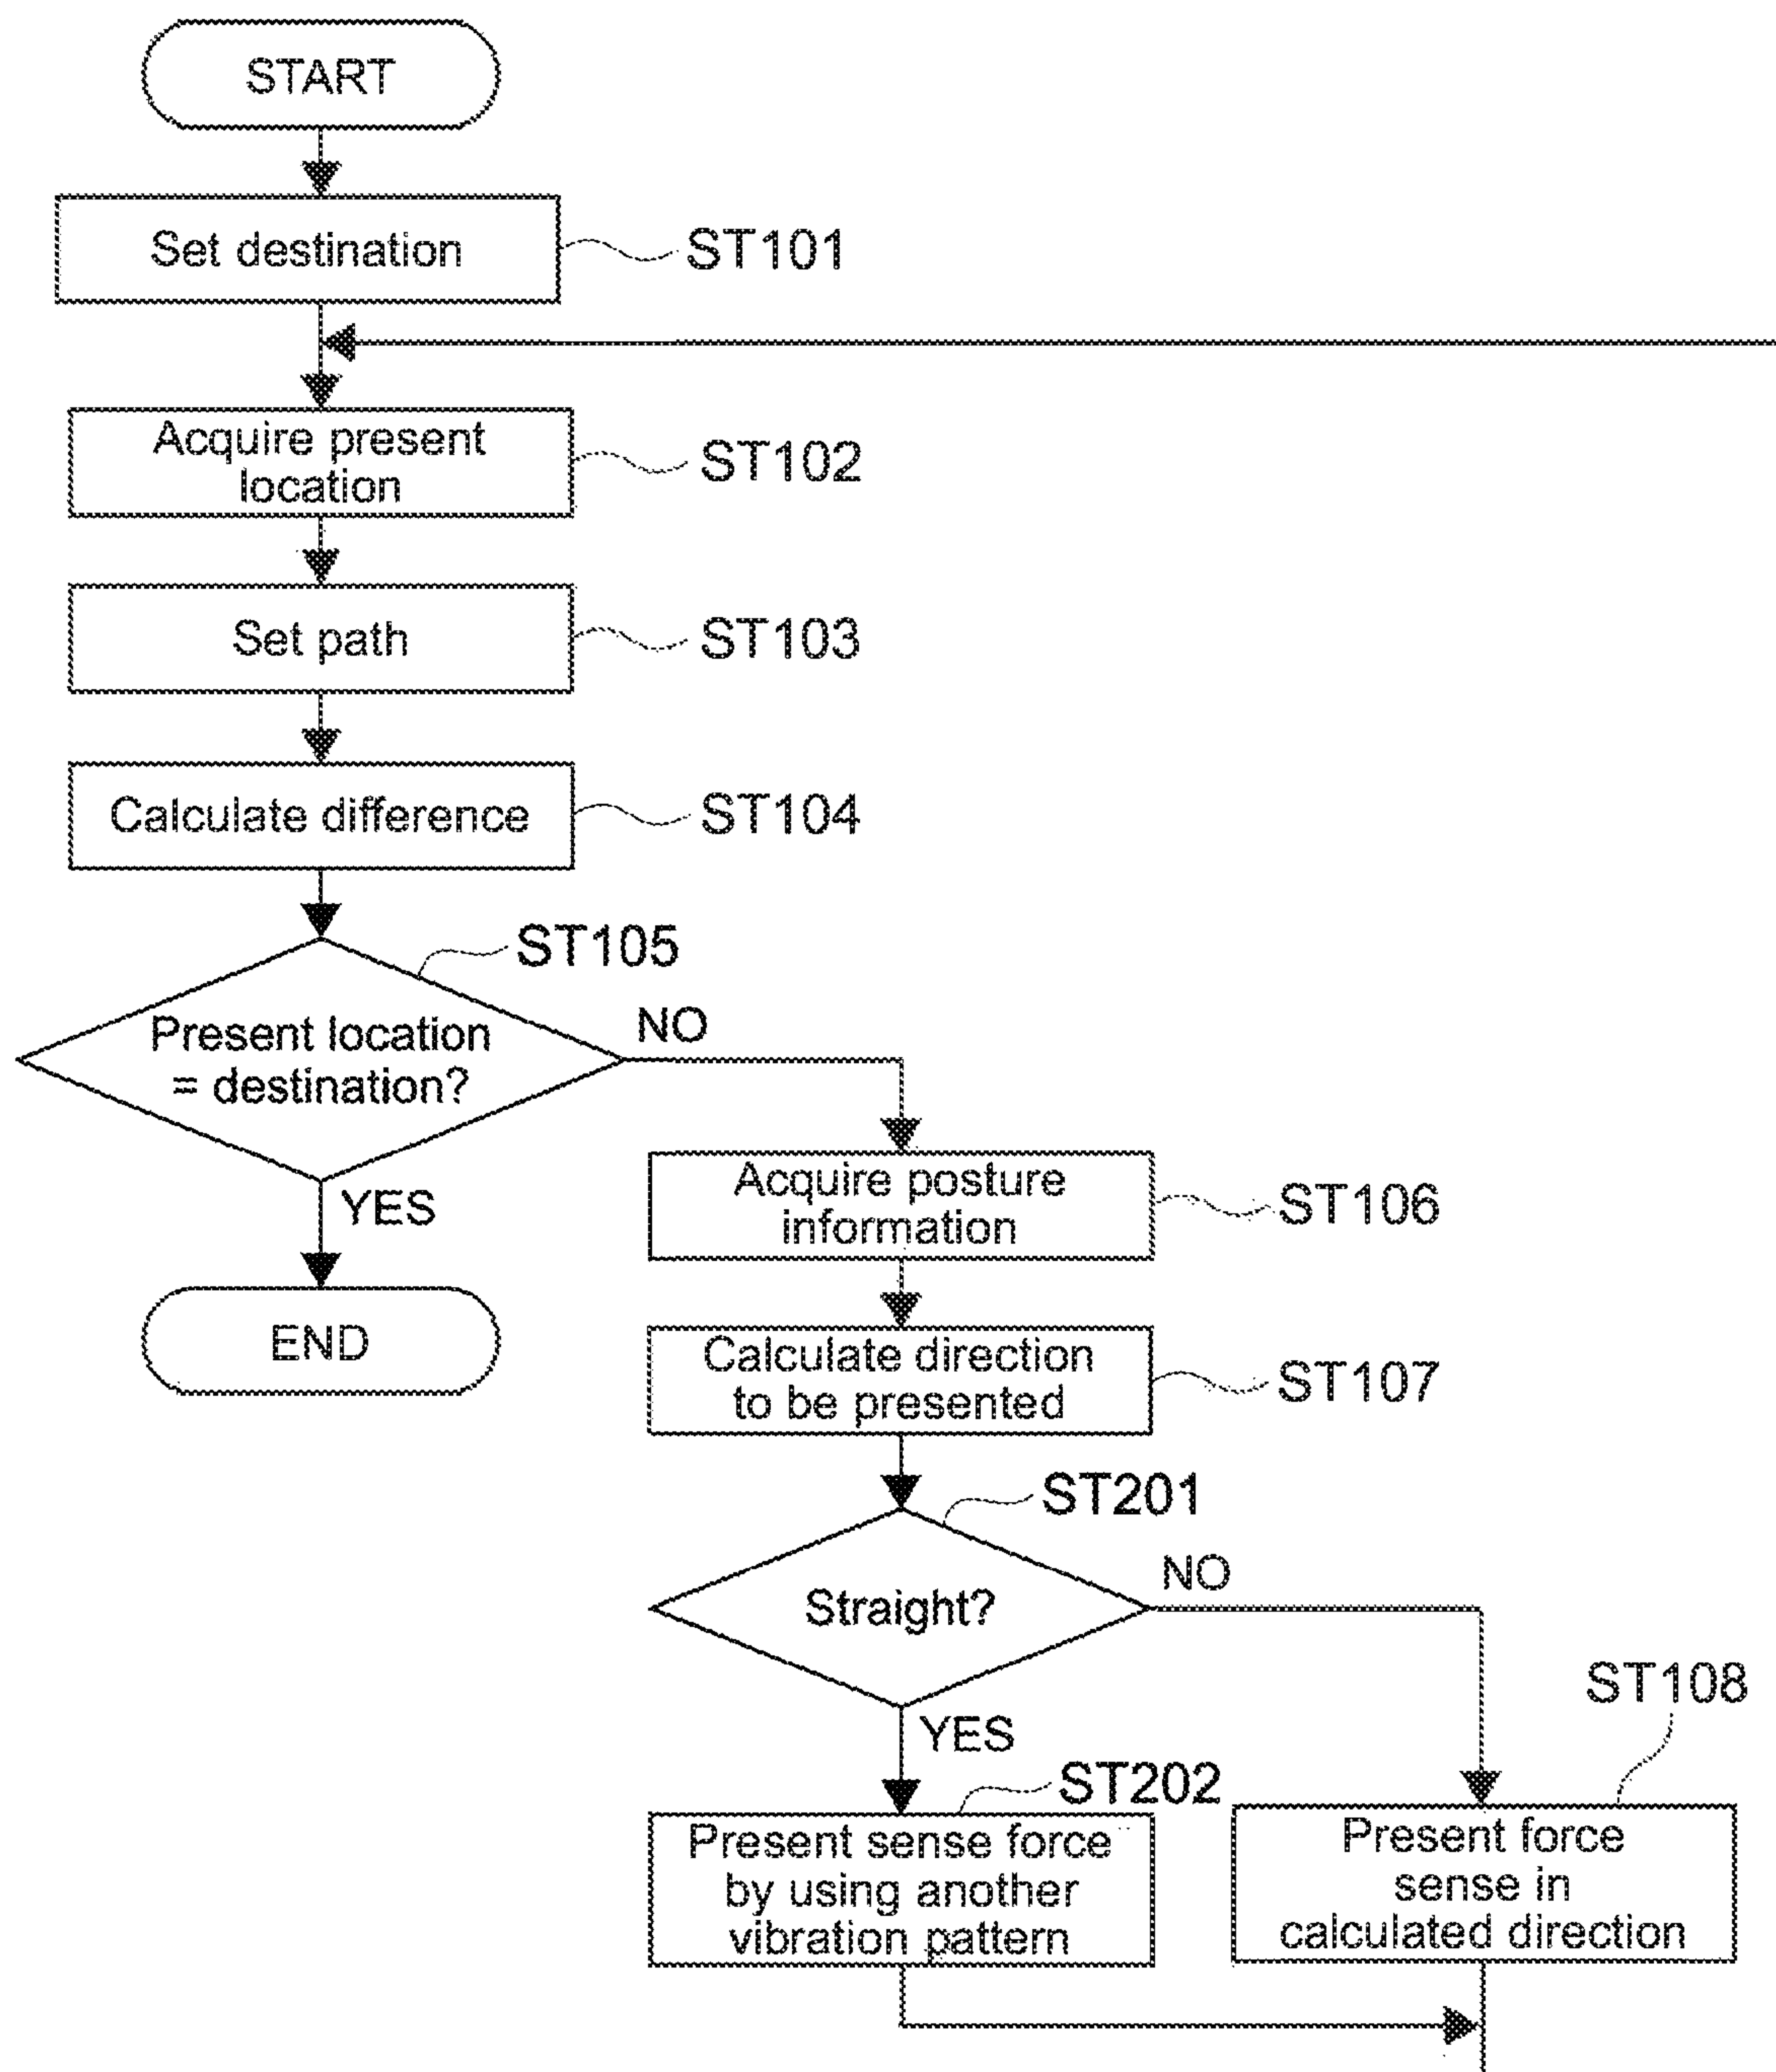 START
Set destination
ST101
Acquire present
location
ST102
Set path
ST103
Calculate difference
ST104
ST105
Present location
= destination?
NO
YES
END
Acquire posture
information
ST106
Calculate direction
to be presented
ST107
ST201
Straight?
NO
YES
ST108
ST202
Present sense force
by using another
vibration pattern
Present force
sense in
calculated direction